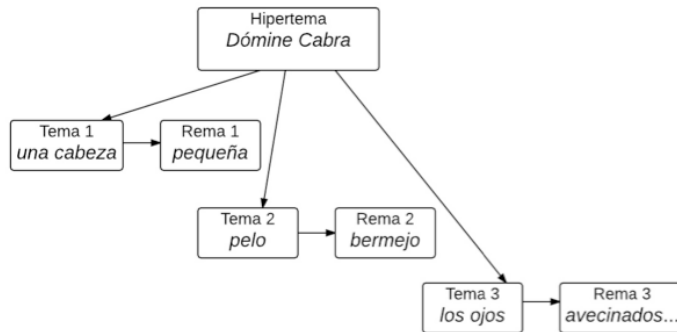 Hipertema
Dómine Cabra
Tema 1
una cabeza
Rema 1
pequeña
Tema 2
pelo
Rema 2
bermejo
Tema 3
los ojos
Rema 3
avecinados...